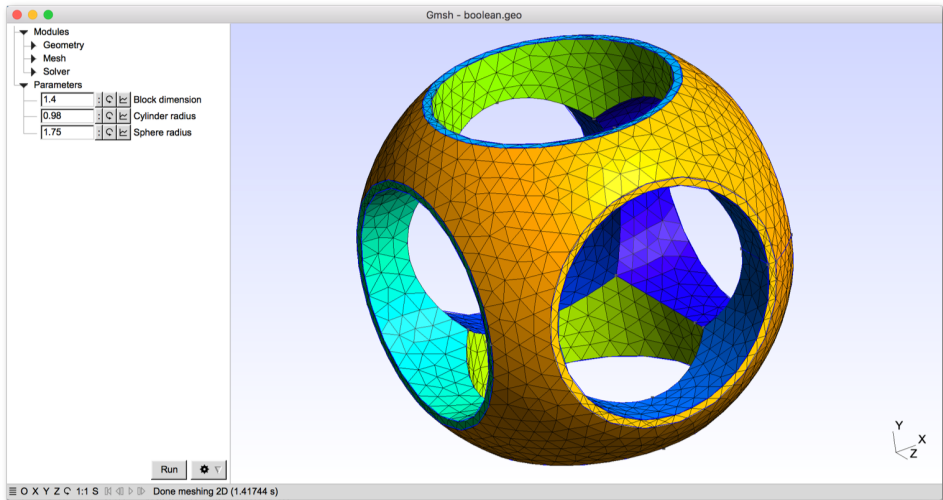 Gmsh - boolean.geo
Modules
Geometry
Mesh
Solver
Parameters
1.4 Block dimension
0.98 Cylinder radius
1.75 Sphere radius
Y
X
Z
Run
O X Y Z 1:1 S Done meshing 2D (1.41744 s)